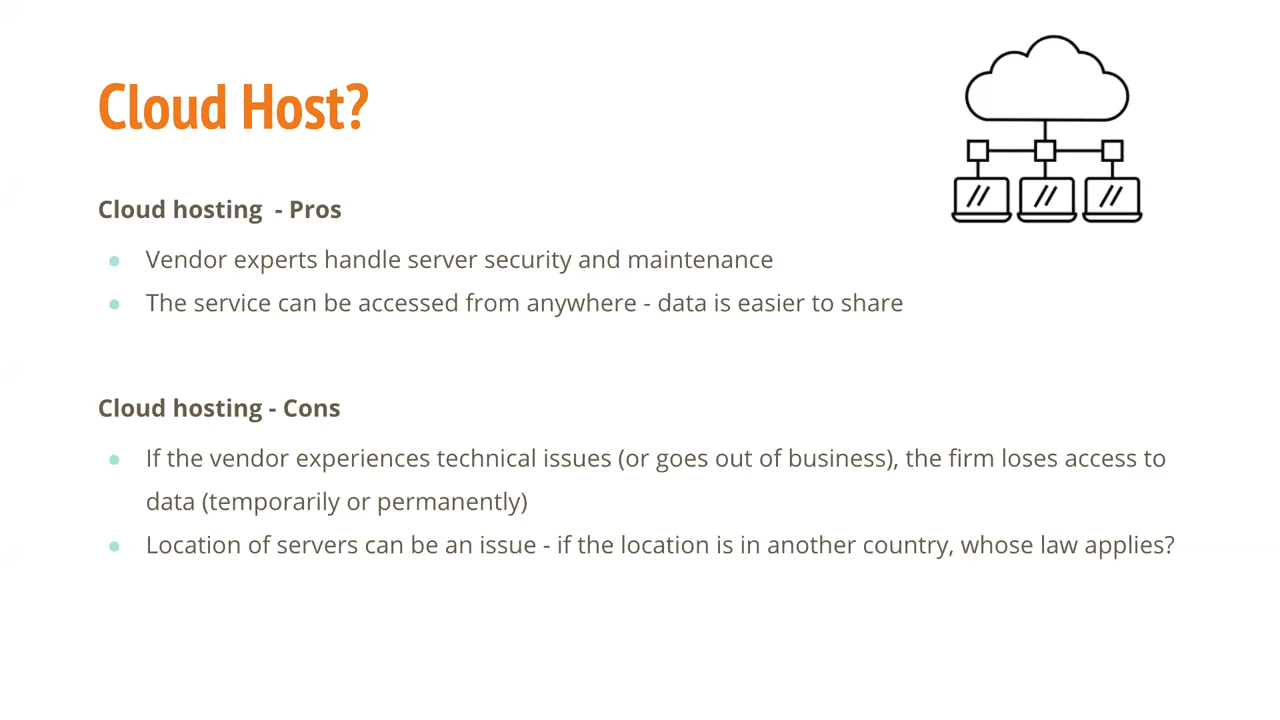 Cloud Host?
Cloud hosting  - Pros
● Vendor experts handle server security and maintenance
● The service can be accessed from anywhere - data is easier to share
Cloud hosting - Cons
● If the vendor experiences technical issues (or goes out of business), the firm loses access to
data (temporarily or permanently)
● Location of servers can be an issue - if the location is in another country, whose law applies?